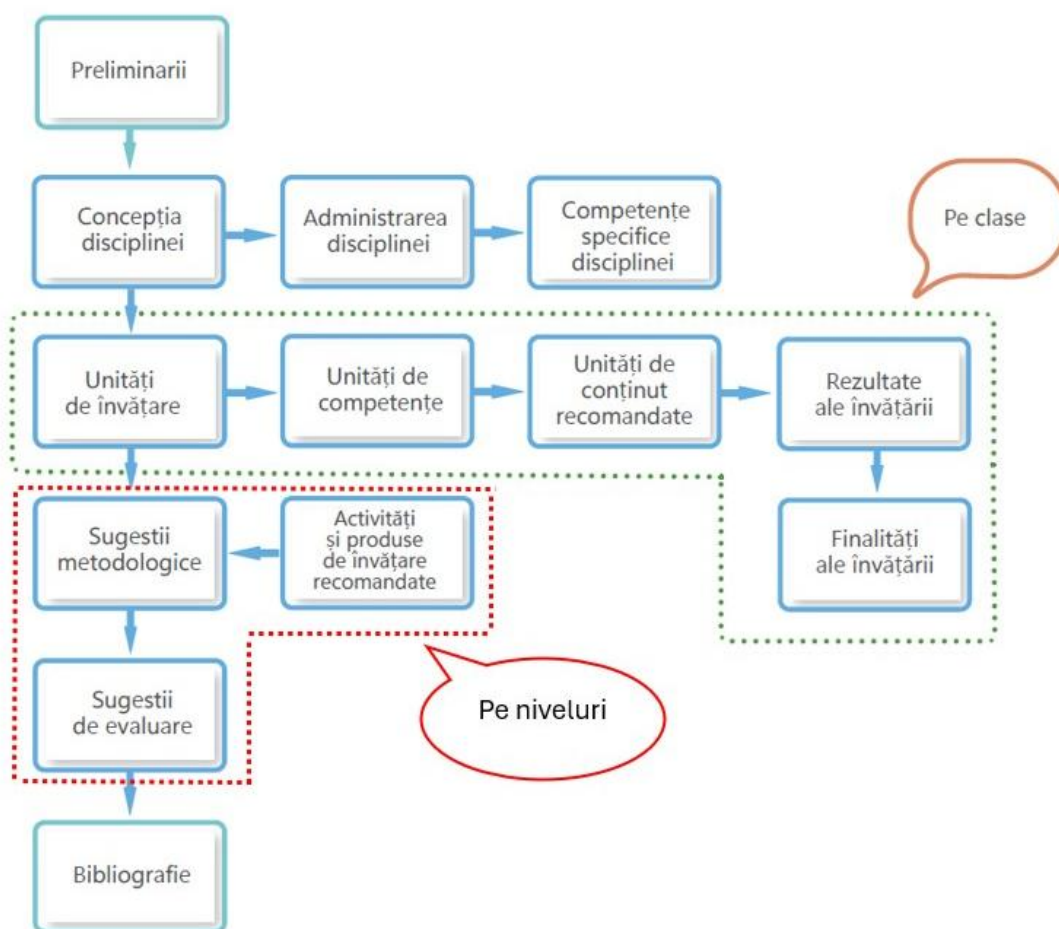 Preliminarii
Concepția
disciplinei
Administrarea
disciplinei
Competențe
specifice
disciplinei
Pe clase
Unități
de învățare
Unități de
competențe
Unități de
conținut
recomandate
Rezultate
ale învățării
Sugestii
metodologice
Activități
și produse
de învățare
recomandate
Finalități
ale învățării
Sugestii
de evaluare
Pe niveluri
Bibliografie